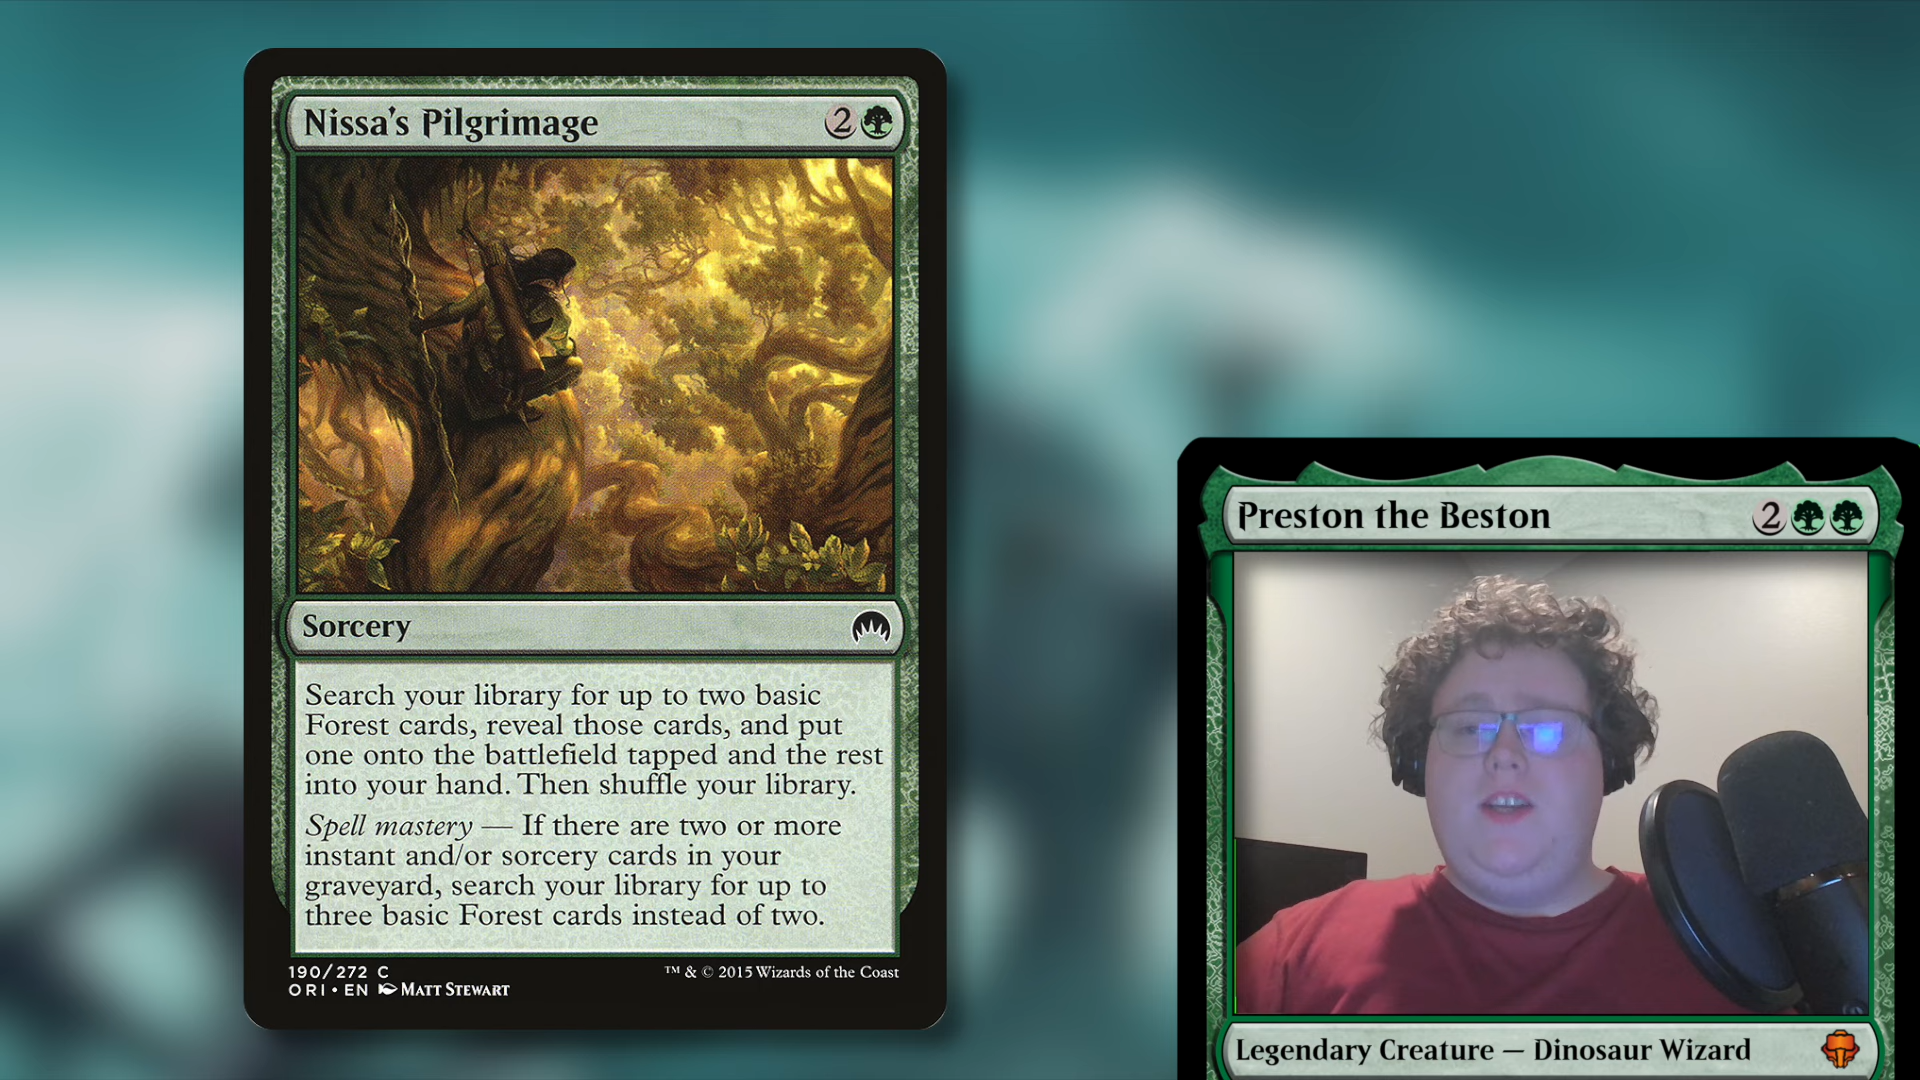 Nissa's Pilgrimage 2
Sorcery
Search your library for up to two basic
Forest cards, reveal those cards, and put
one onto the battlefield tapped and the rest
into your hand. Then shuffle your library.
Spell mastery — If there are two or more
instant and/or sorcery cards in your
graveyard, search your library for up to
three basic Forest cards instead of two.
190/272 C
ORI • EN Matt Stewart
™ & © 2015 Wizards of the Coast
Preston the Beston 2
Legendary Creature — Dinosaur Wizard